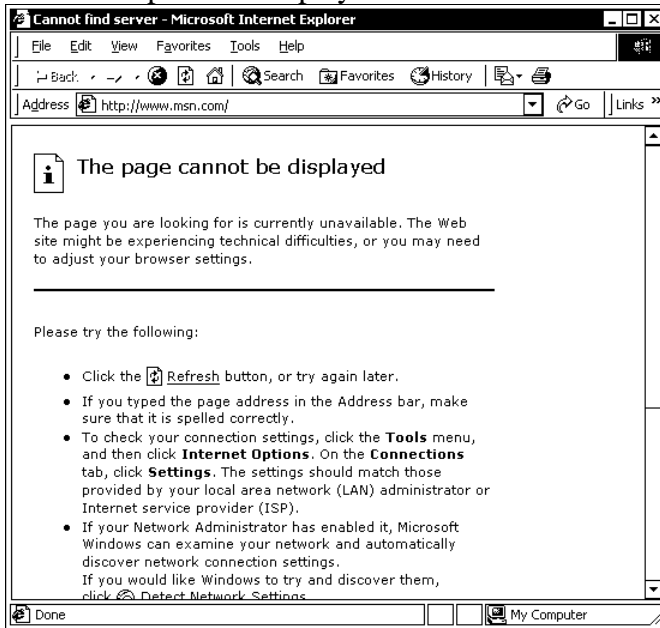 Cannot find server - Microsoft Internet Explorer
File Edit View Favorites Tools Help
Back Search Favorites History
Address http://www.msn.com/ Go Links »
The page cannot be displayed
The page you are looking for is currently unavailable. The Web
site might be experiencing technical difficulties, or you may need
to adjust your browser settings.
Please try the following:
• Click the Refresh button, or try again later.
• If you typed the page address in the Address bar, make
sure that it is spelled correctly.
• To check your connection settings, click the Tools menu,
and then click Internet Options. On the Connections
tab, click Settings. The settings should match those
provided by your local area network (LAN) administrator or
Internet service provider (ISP).
• If your Network Administrator has enabled it, Microsoft
Windows can examine your network and automatically
discover network connection settings.
If you would like Windows to try and discover them,
click Detect Network Settings
Done My Computer